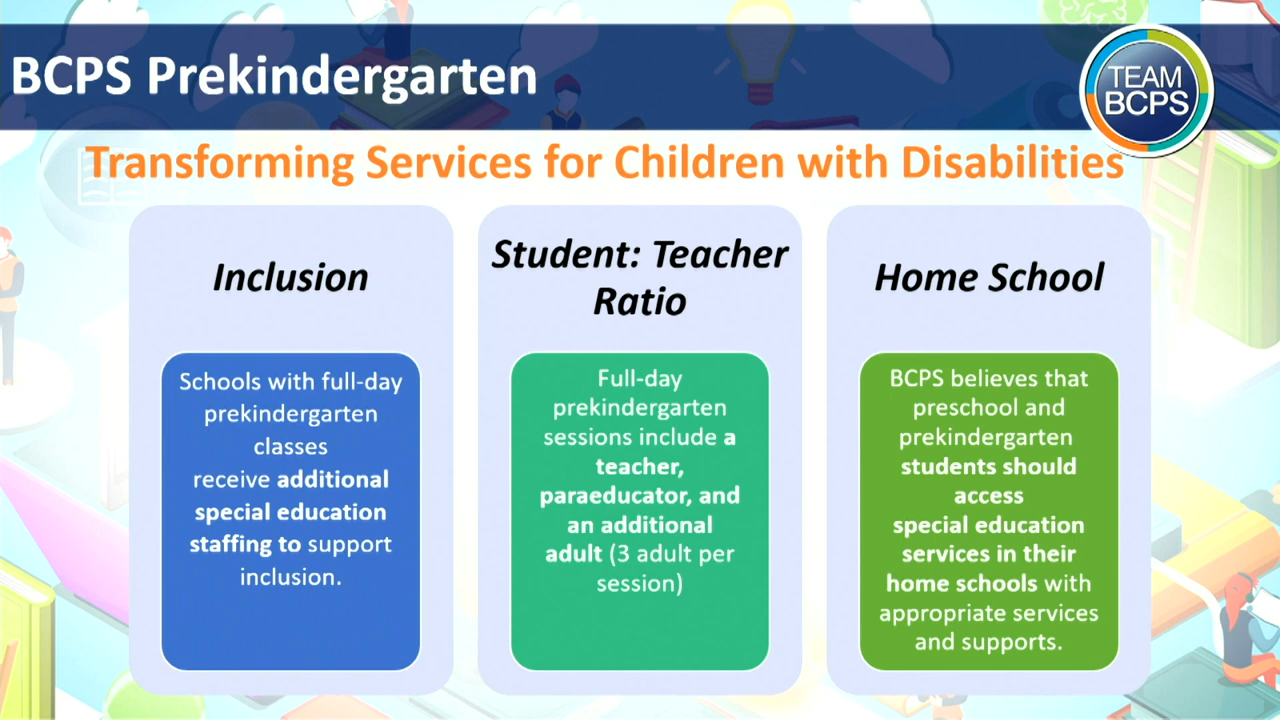 BCPS Prekindergarten
TEAM
BCPS
Transforming Services for Children with Disabilities
Inclusion
Schools with full-day
prekindergarten
classes
receive additional
special education
staffing to support
inclusion.
Student: Teacher
Ratio
Full-day
prekindergarten
sessions include a
teacher,
paraeducator, and
an additional
adult (3 adult per
session)
Home School
BCPS believes that
preschool and
prekindergarten
students should
access
special education
services in their
home schools with
appropriate services
and supports.